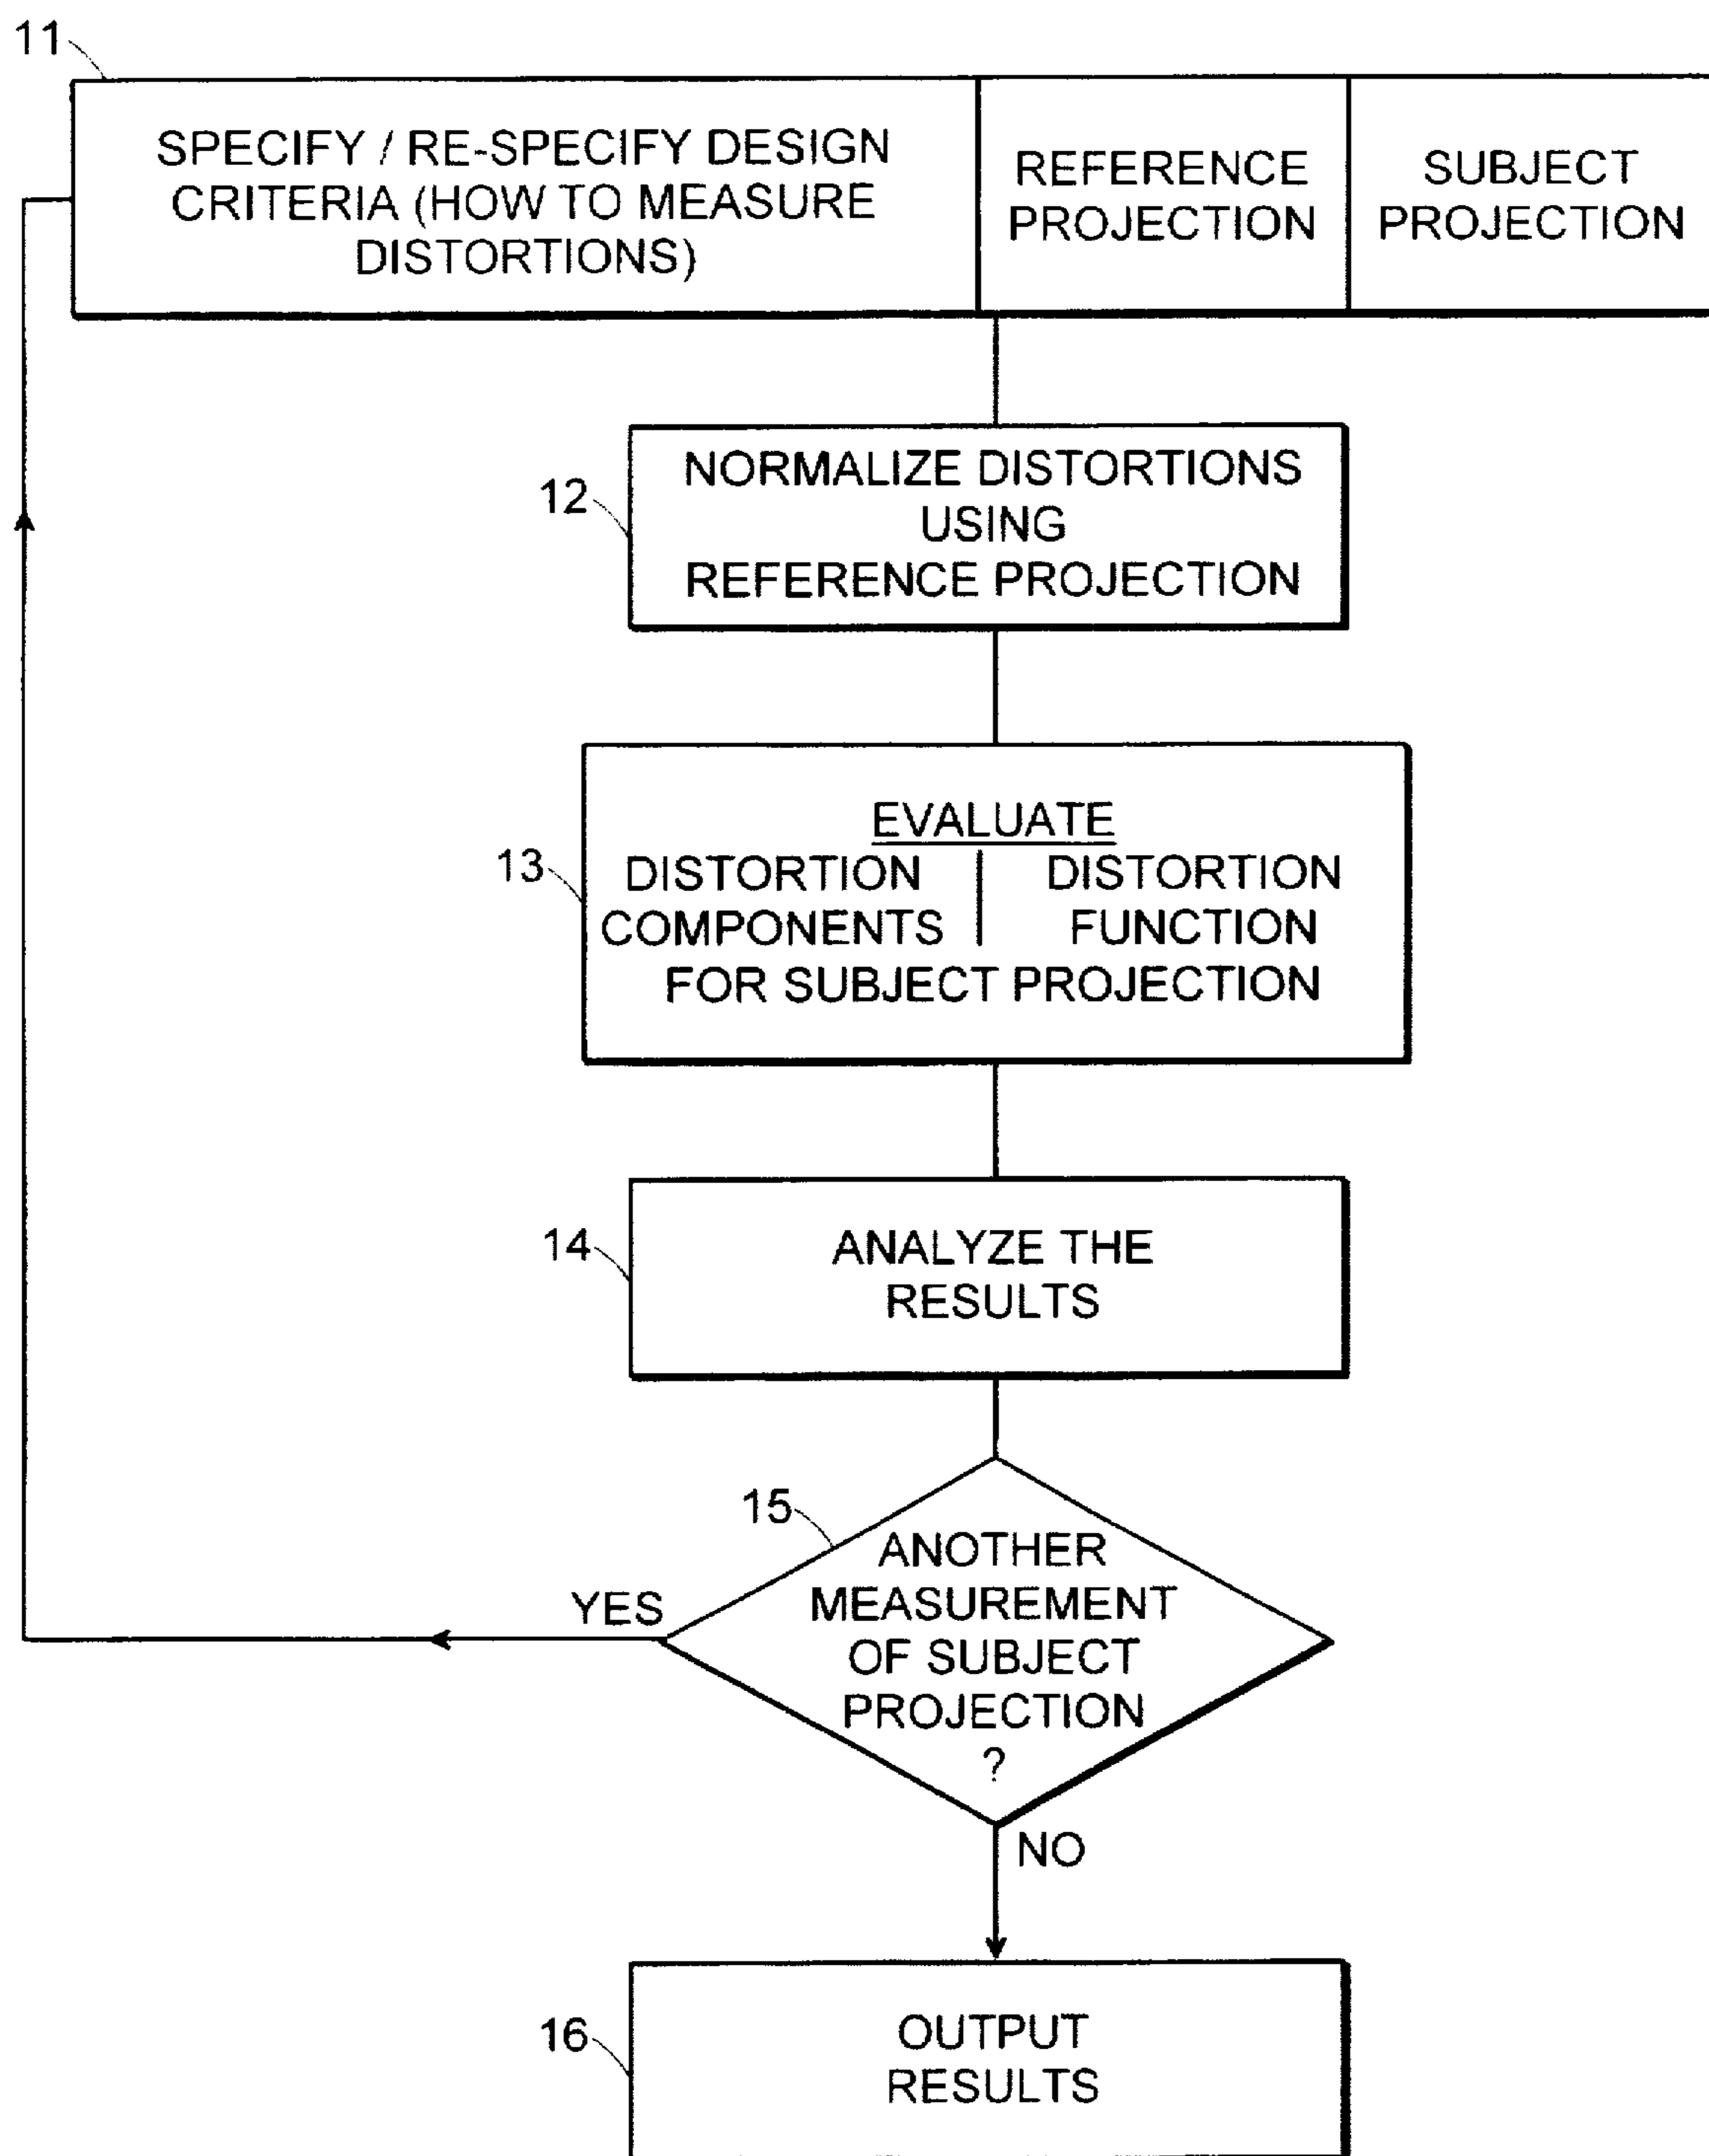 11
SPECIFY / RE-SPECIFY DESIGN
CRITERIA (HOW TO MEASURE
DISTORTIONS)
REFERENCE
PROJECTION
SUBJECT
PROJECTION
12
NORMALIZE DISTORTIONS
USING
REFERENCE PROJECTION
13
EVALUATE
DISTORTION
COMPONENTS
DISTORTION
FUNCTION
FOR SUBJECT PROJECTION
14
ANALYZE THE
RESULTS
15
ANOTHER
MEASUREMENT
OF SUBJECT
PROJECTION
?
YES
NO
16
OUTPUT
RESULTS